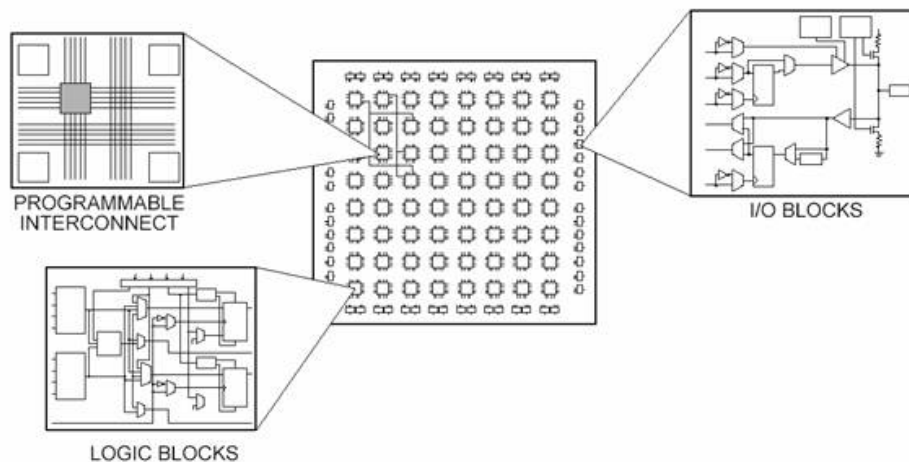 PROGRAMMABLE
INTERCONNECT
I/O BLOCKS
LOGIC BLOCKS